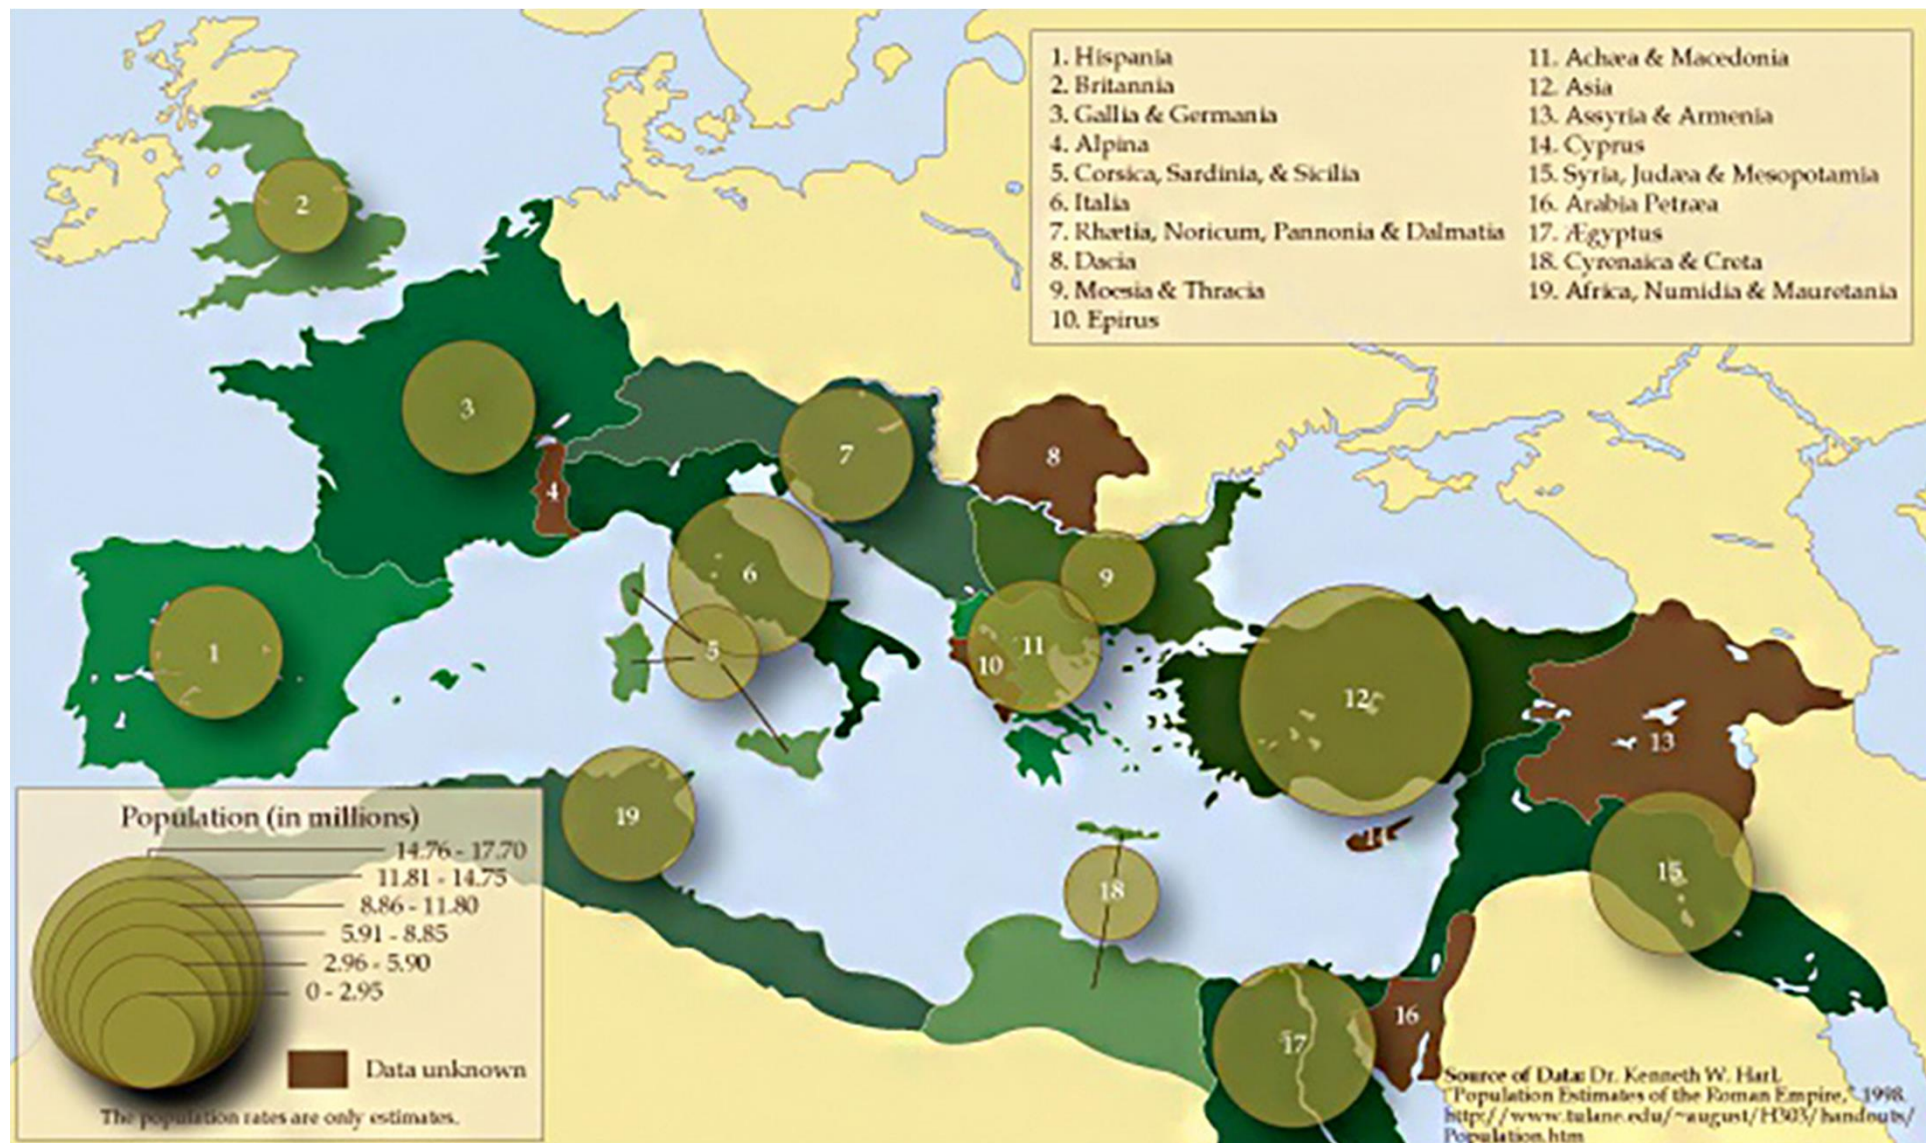 1. Hispania
2. Britannia
3. Gallia & Germania
4. Alpina
5. Corsica, Sardinia, & Sicilia
6. Italia
7. Rhætia, Noricum, Pannonia & Dalmatia
8. Dacia
9. Moesia & Thracia
10. Epirus
11. Achæa & Macedonia
12. Asia
13. Assyria & Armenia
14. Cyprus
15. Syria, Judæa & Mesopotamia
16. Arabia Petræa
17. Ægyptus
18. Cyrenaica & Creta
19. Africa, Numidia & Mauretania
2
3
7
8
4
6
9
1
5
11
10
12
13
19
14
18
15
16
17
Population (in millions)
14.76 - 17.70
11.81 - 14.75
8.86 - 11.80
5.91 - 8.85
2.96 - 5.90
0 - 2.95
Data unknown
The population rates are only estimates.
Source of Data: Dr. Kenneth W. Harl,
"Population Estimates of the Roman Empire," 1998.
http://www.tulane.edu/~august/H303/handouts/
Population.htm